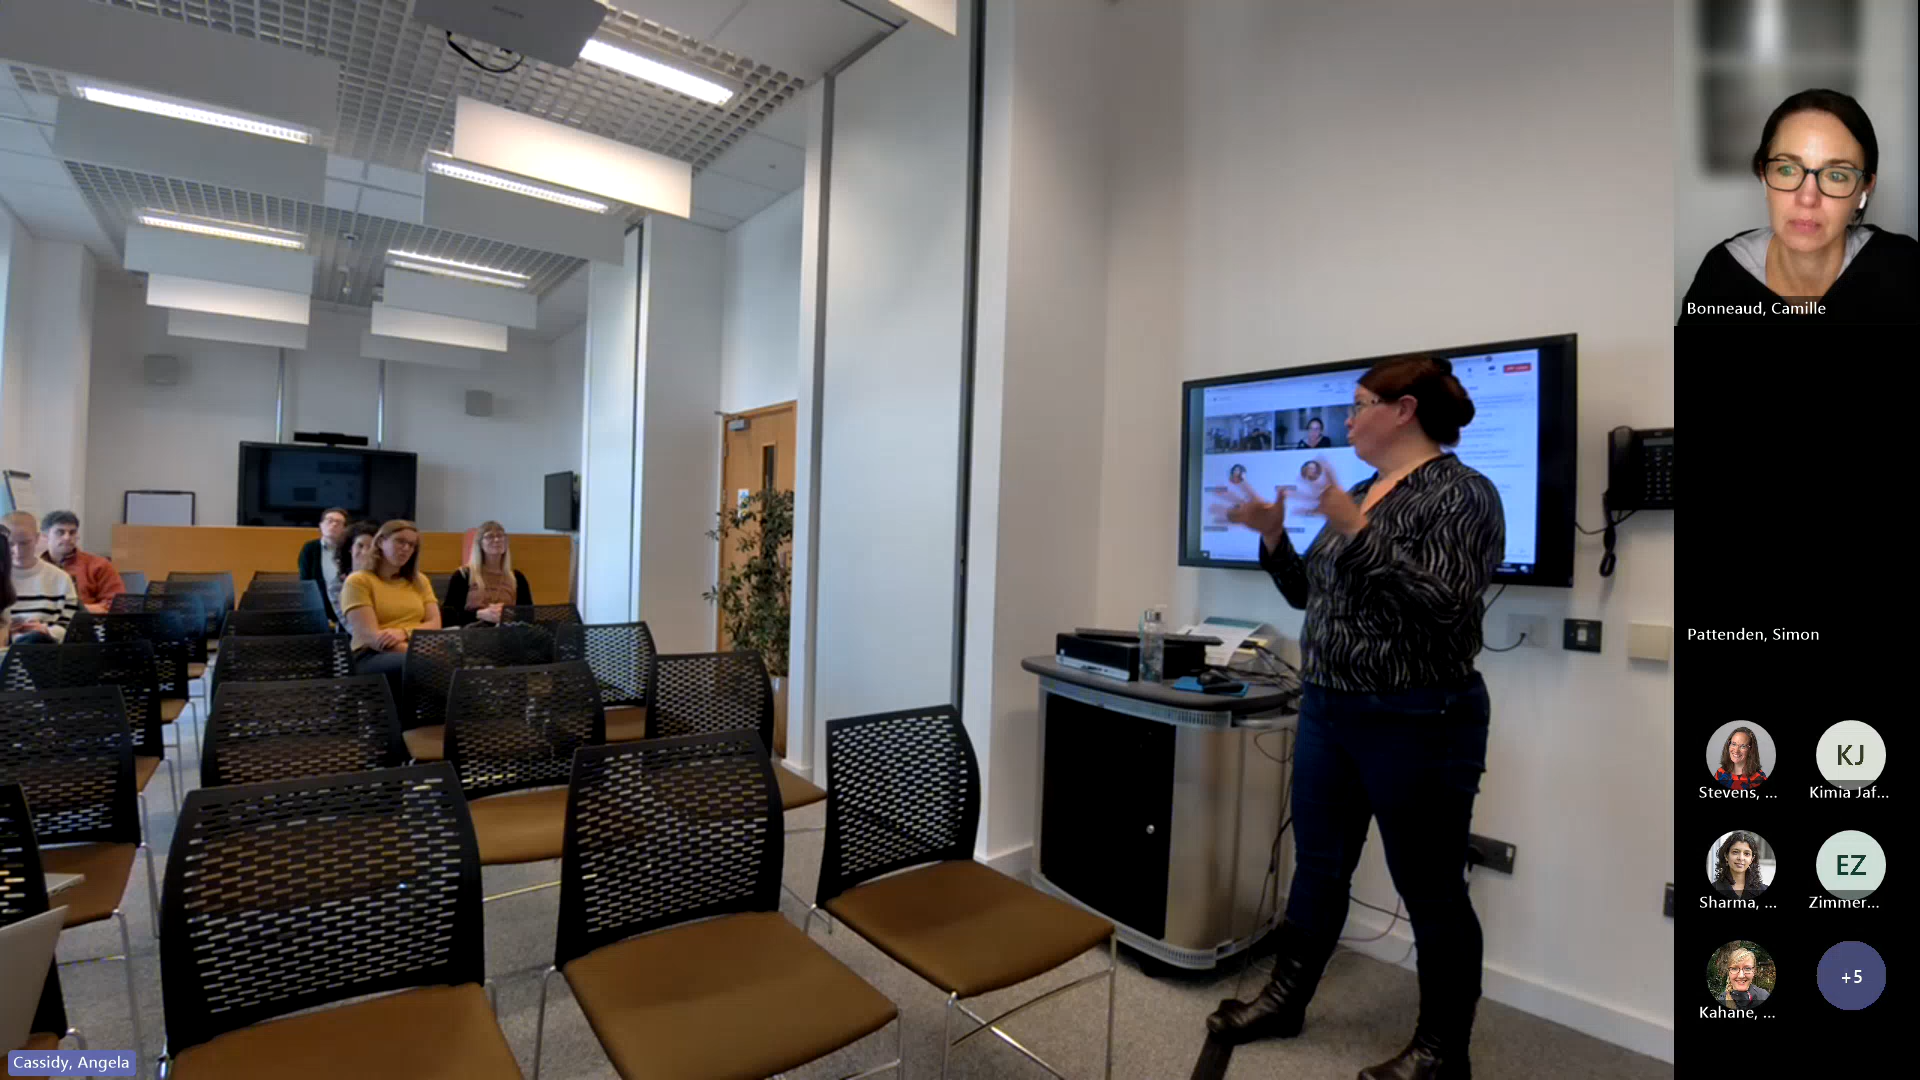 Bonneaud, Camille
Pattenden, Simon
Stevens, ...
KJ
Kimia Jaf...
Sharma, ...
EZ
Zimmer...
Kahane, ...
+5
Cassidy, Angela